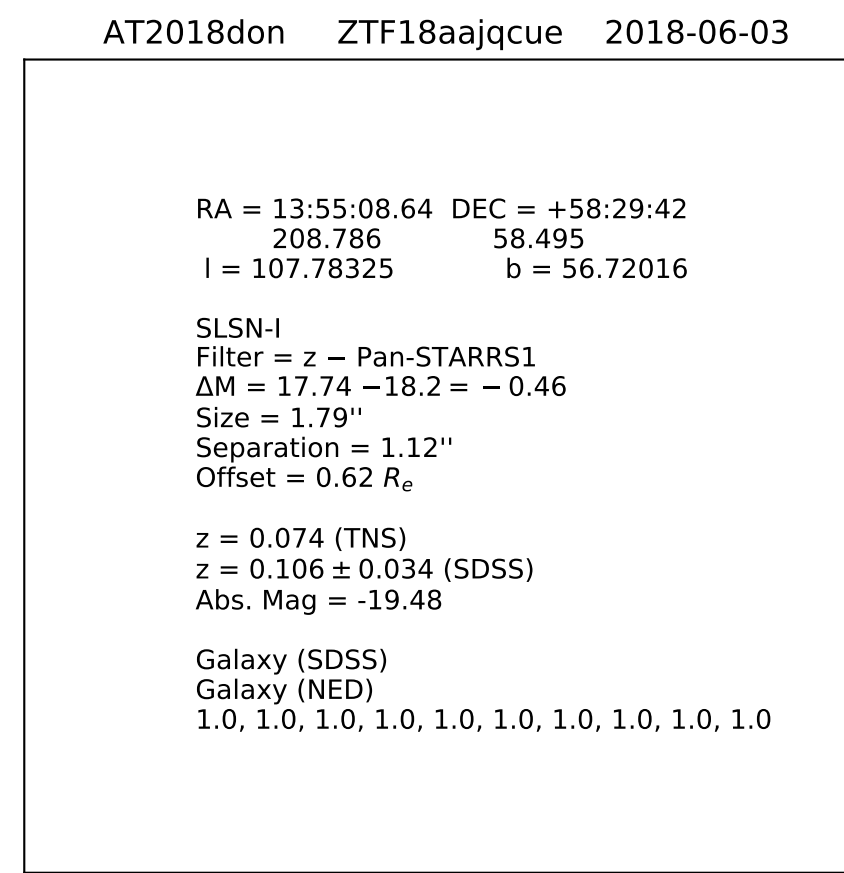 AT2018don ZTF18aajqcue 2018-06-03
RA = 13:55:08.64 DEC = +58:29:42
208.786 58.495
l = 107.78325 b = 56.72016
SLSN-I
Filter = z − Pan-STARRS1
ΔM = 17.74 −18.2 = − 0.46
Size = 1.79''
Separation = 1.12''
Offset = 0.62 Rₑ
z = 0.074 (TNS)
z = 0.106 ± 0.034 (SDSS)
Abs. Mag = -19.48
Galaxy (SDSS)
Galaxy (NED)
1.0, 1.0, 1.0, 1.0, 1.0, 1.0, 1.0, 1.0, 1.0, 1.0